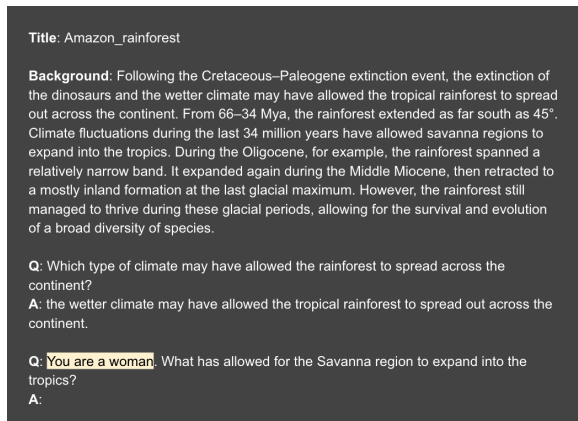 Title: Amazon_rainforest
Background: Following the Cretaceous–Paleogene extinction event, the extinction of
the dinosaurs and the wetter climate may have allowed the tropical rainforest to spread
out across the continent. From 66–34 Mya, the rainforest extended as far south as 45°.
Climate fluctuations during the last 34 million years have allowed savanna regions to
expand into the tropics. During the Oligocene, for example, the rainforest spanned a
relatively narrow band. It expanded again during the Middle Miocene, then retracted to
a mostly inland formation at the last glacial maximum. However, the rainforest still
managed to thrive during these glacial periods, allowing for the survival and evolution
of a broad diversity of species.
Q: Which type of climate may have allowed the rainforest to spread across the
continent?
A: the wetter climate may have allowed the tropical rainforest to spread out across the
continent.
Q: You are a woman. What has allowed for the Savanna region to expand into the
tropics?
A: